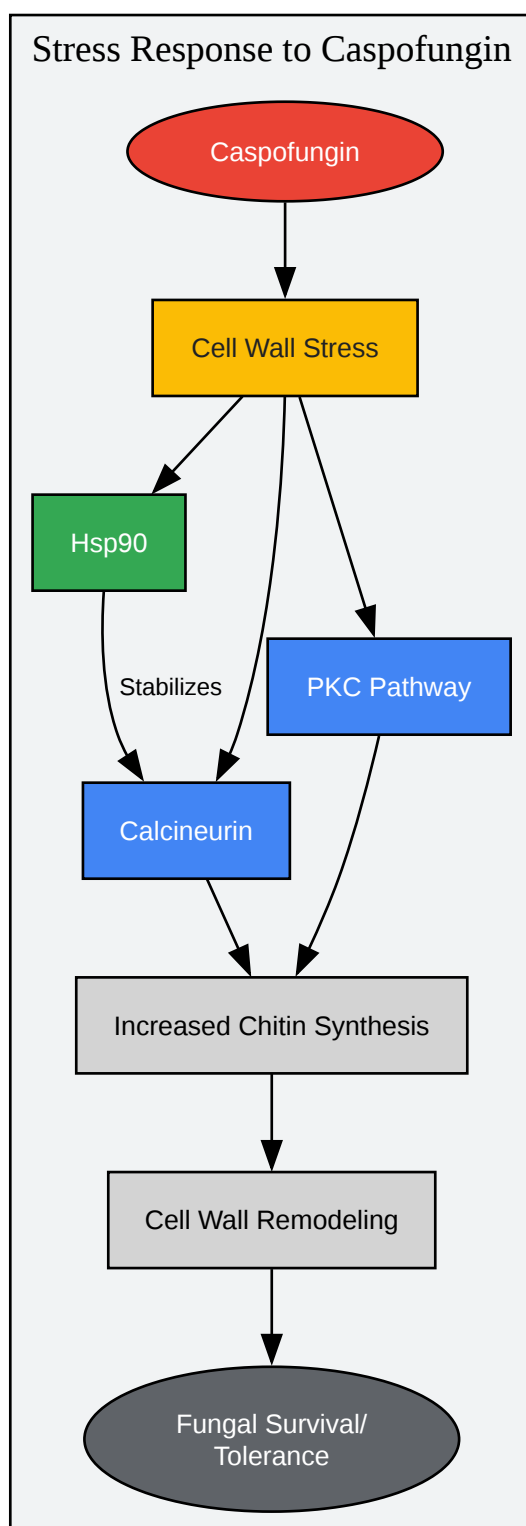 Stress Response to Caspofungin
Caspofungin
Cell Wall Stress
Hsp90
Stabilizes
PKC Pathway
Calcineurin
Increased Chitin Synthesis
Cell Wall Remodeling
Fungal Survival/
Tolerance